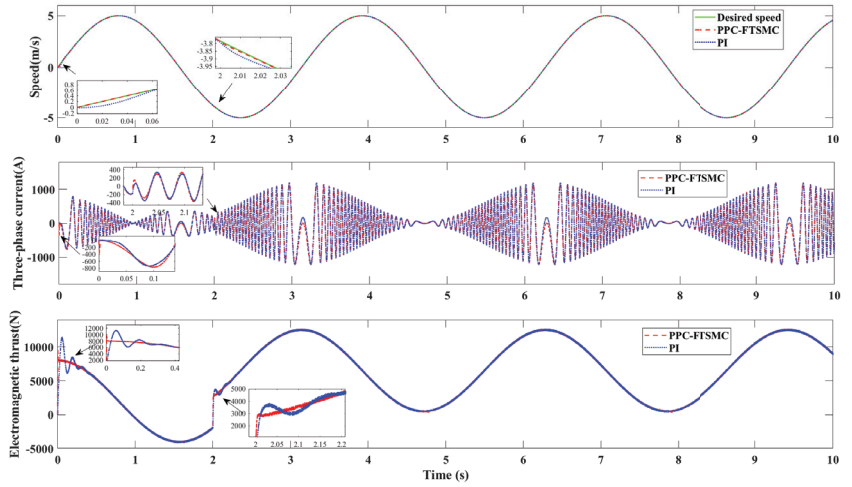 Speed(m/s)
5
0
-5
Desired speed
PPC-FTSMC
PI
-3.8
-3.85
-3.9
-3.95
2 2.01 2.02 2.03
0.8
0.6
0.4
0.2
0
-0.2
0 0.02 0.04 0.06
0 1 2 3 4 5 6 7 8 9 10
Three-phase current(A)
1000
0
-1000
PPC-FTSMC
PI
400
200
0
-200
-400
2 2.05 2.1
0
-200
-400
-600
-800
0 0.05 0.1
0 1 2 3 4 5 6 7 8 9 10
Electromagnetic thrust(N)
10000
5000
0
-5000
PPC-FTSMC
PI
12000
10000
8000
6000
4000
2000
0 0.2 0.4
5000
4000
3000
2000
2 2.05 2.1 2.15 2.2
0 1 2 3 4 5 6 7 8 9 10
Time (s)